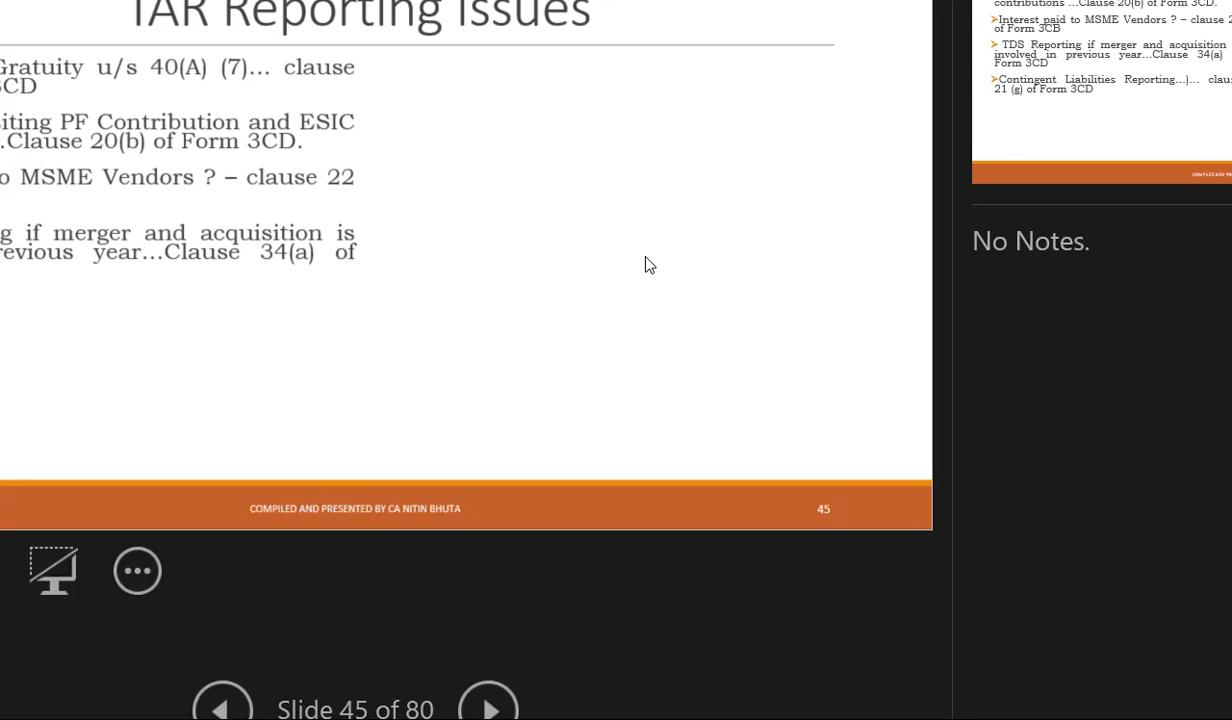 TAR Reporting Issues
Gratuity u/s 40(A) (7)... clause
3CD
siting PF Contribution and ESIC
..Clause 20(b) of Form 3CD.
o MSME Vendors ? – clause 22
g if merger and acquisition is
revious year...Clause 34(a) of
COMPILED AND PRESENTED BY CA NITIN BHUTA
45
Slide 45 of 80
contributions ...Clause 20(b) of Form 3CD.
➤Interest paid to MSME Vendors ? – clause 2
of Form 3CB
➤ TDS Reporting if merger and acquisition
involved in previous year...Clause 34(a)
Form 3CD
➤Contingent Liabilities Reporting...)... clau
21 (g) of Form 3CD
No Notes.